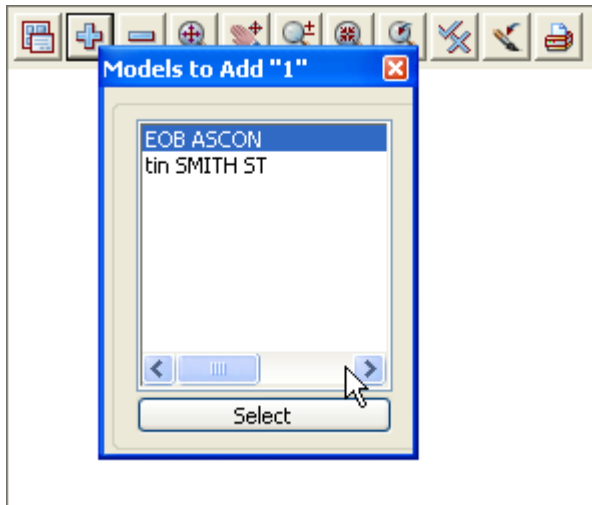 Models to Add "1"
EOB ASCON
tin SMITH ST
Select